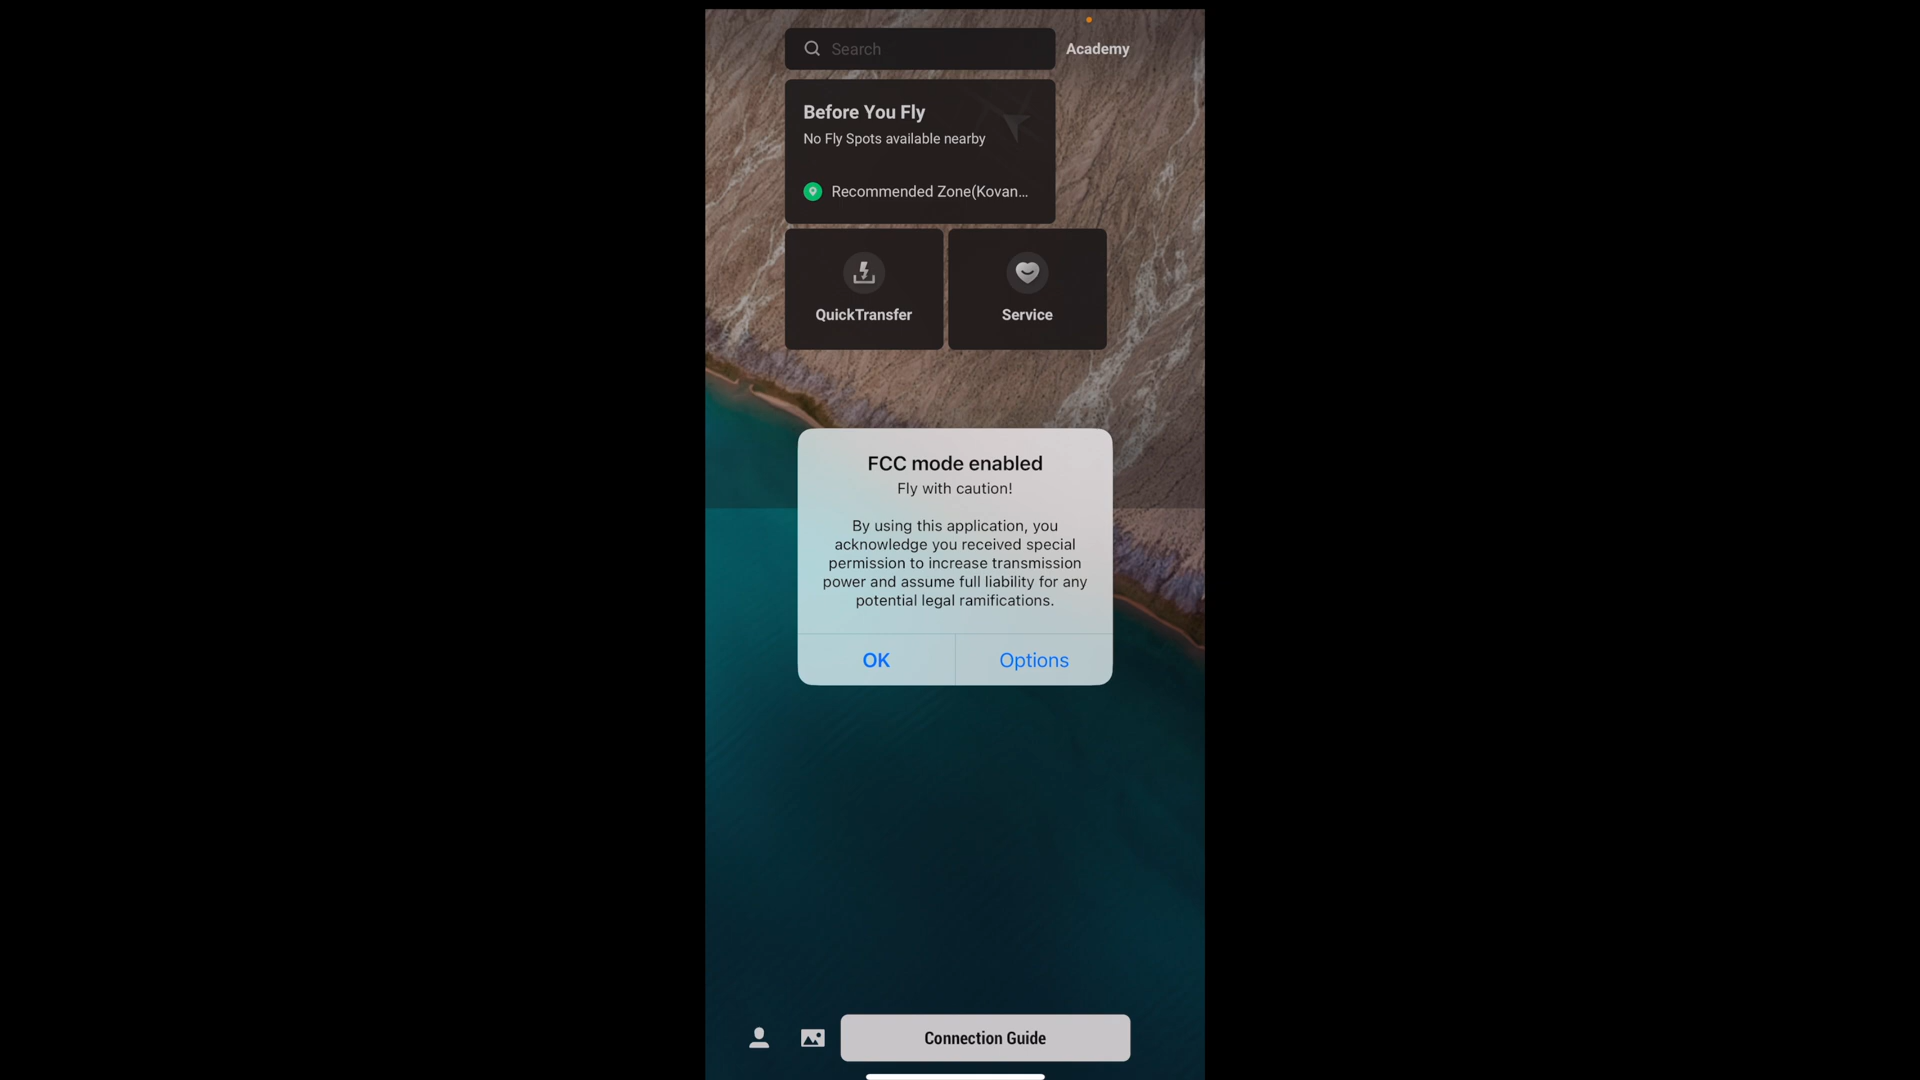 Search
Academy
Before You Fly
No Fly Spots available nearby
Recommended Zone(Kovan...
QuickTransfer
Service
FCC mode enabled
Fly with caution!
By using this application, you
acknowledge you received special
permission to increase transmission
power and assume full liability for any
potential legal ramifications.
OK
Options
Connection Guide